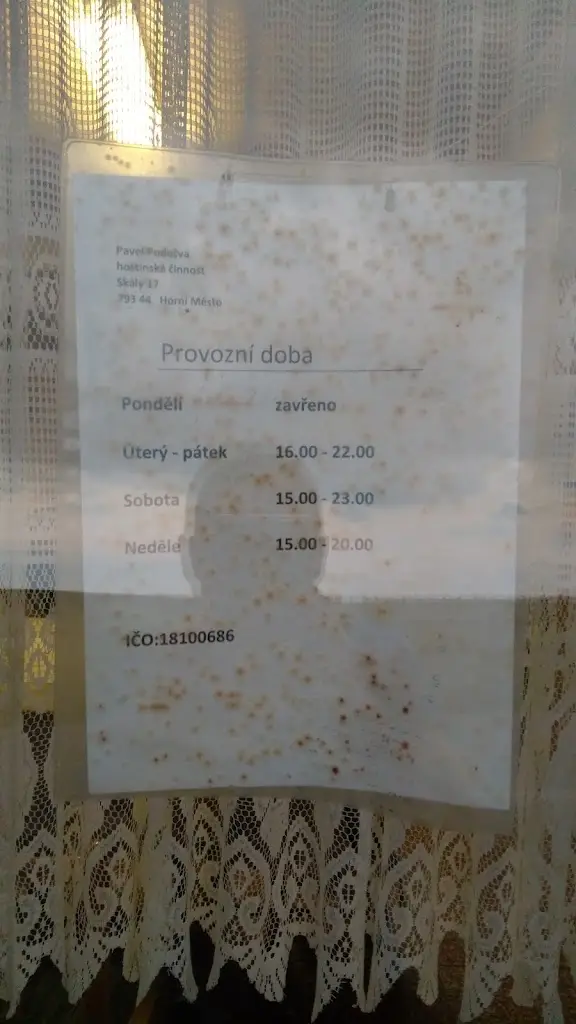 Pavel
hostinská činnost
Skály 17
793 44 Horní Město
Provozní doba
Pondělí zavřeno
Úterý - pátek 16.00 - 22.00
Sobota 15.00 - 23.00
Neděle 15.00 - 20.00
IČO:18100686